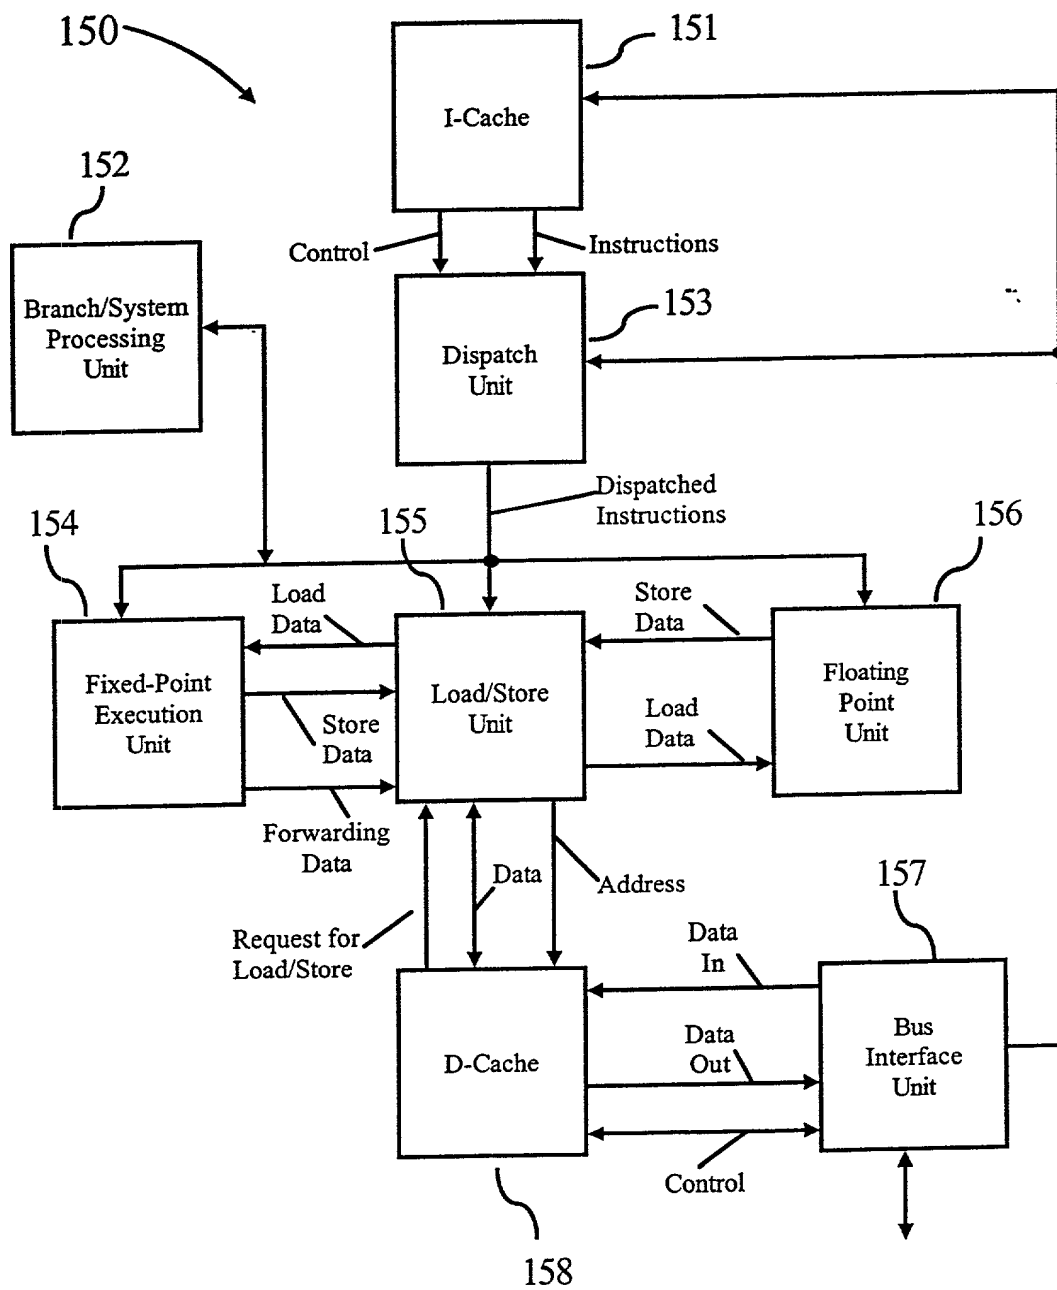 150
151
I-Cache
152
Control
Instructions
Branch/System
Processing
Unit
153
Dispatch
Unit
Dispatched
Instructions
154
155
156
Load
Data
Store
Data
Fixed-Point
Execution
Unit
Load/Store
Unit
Floating
Point
Unit
Store
Data
Load
Data
Forwarding
Data
Data
Address
157
Request for
Load/Store
Data
In
D-Cache
Data
Out
Bus
Interface
Unit
Control
158